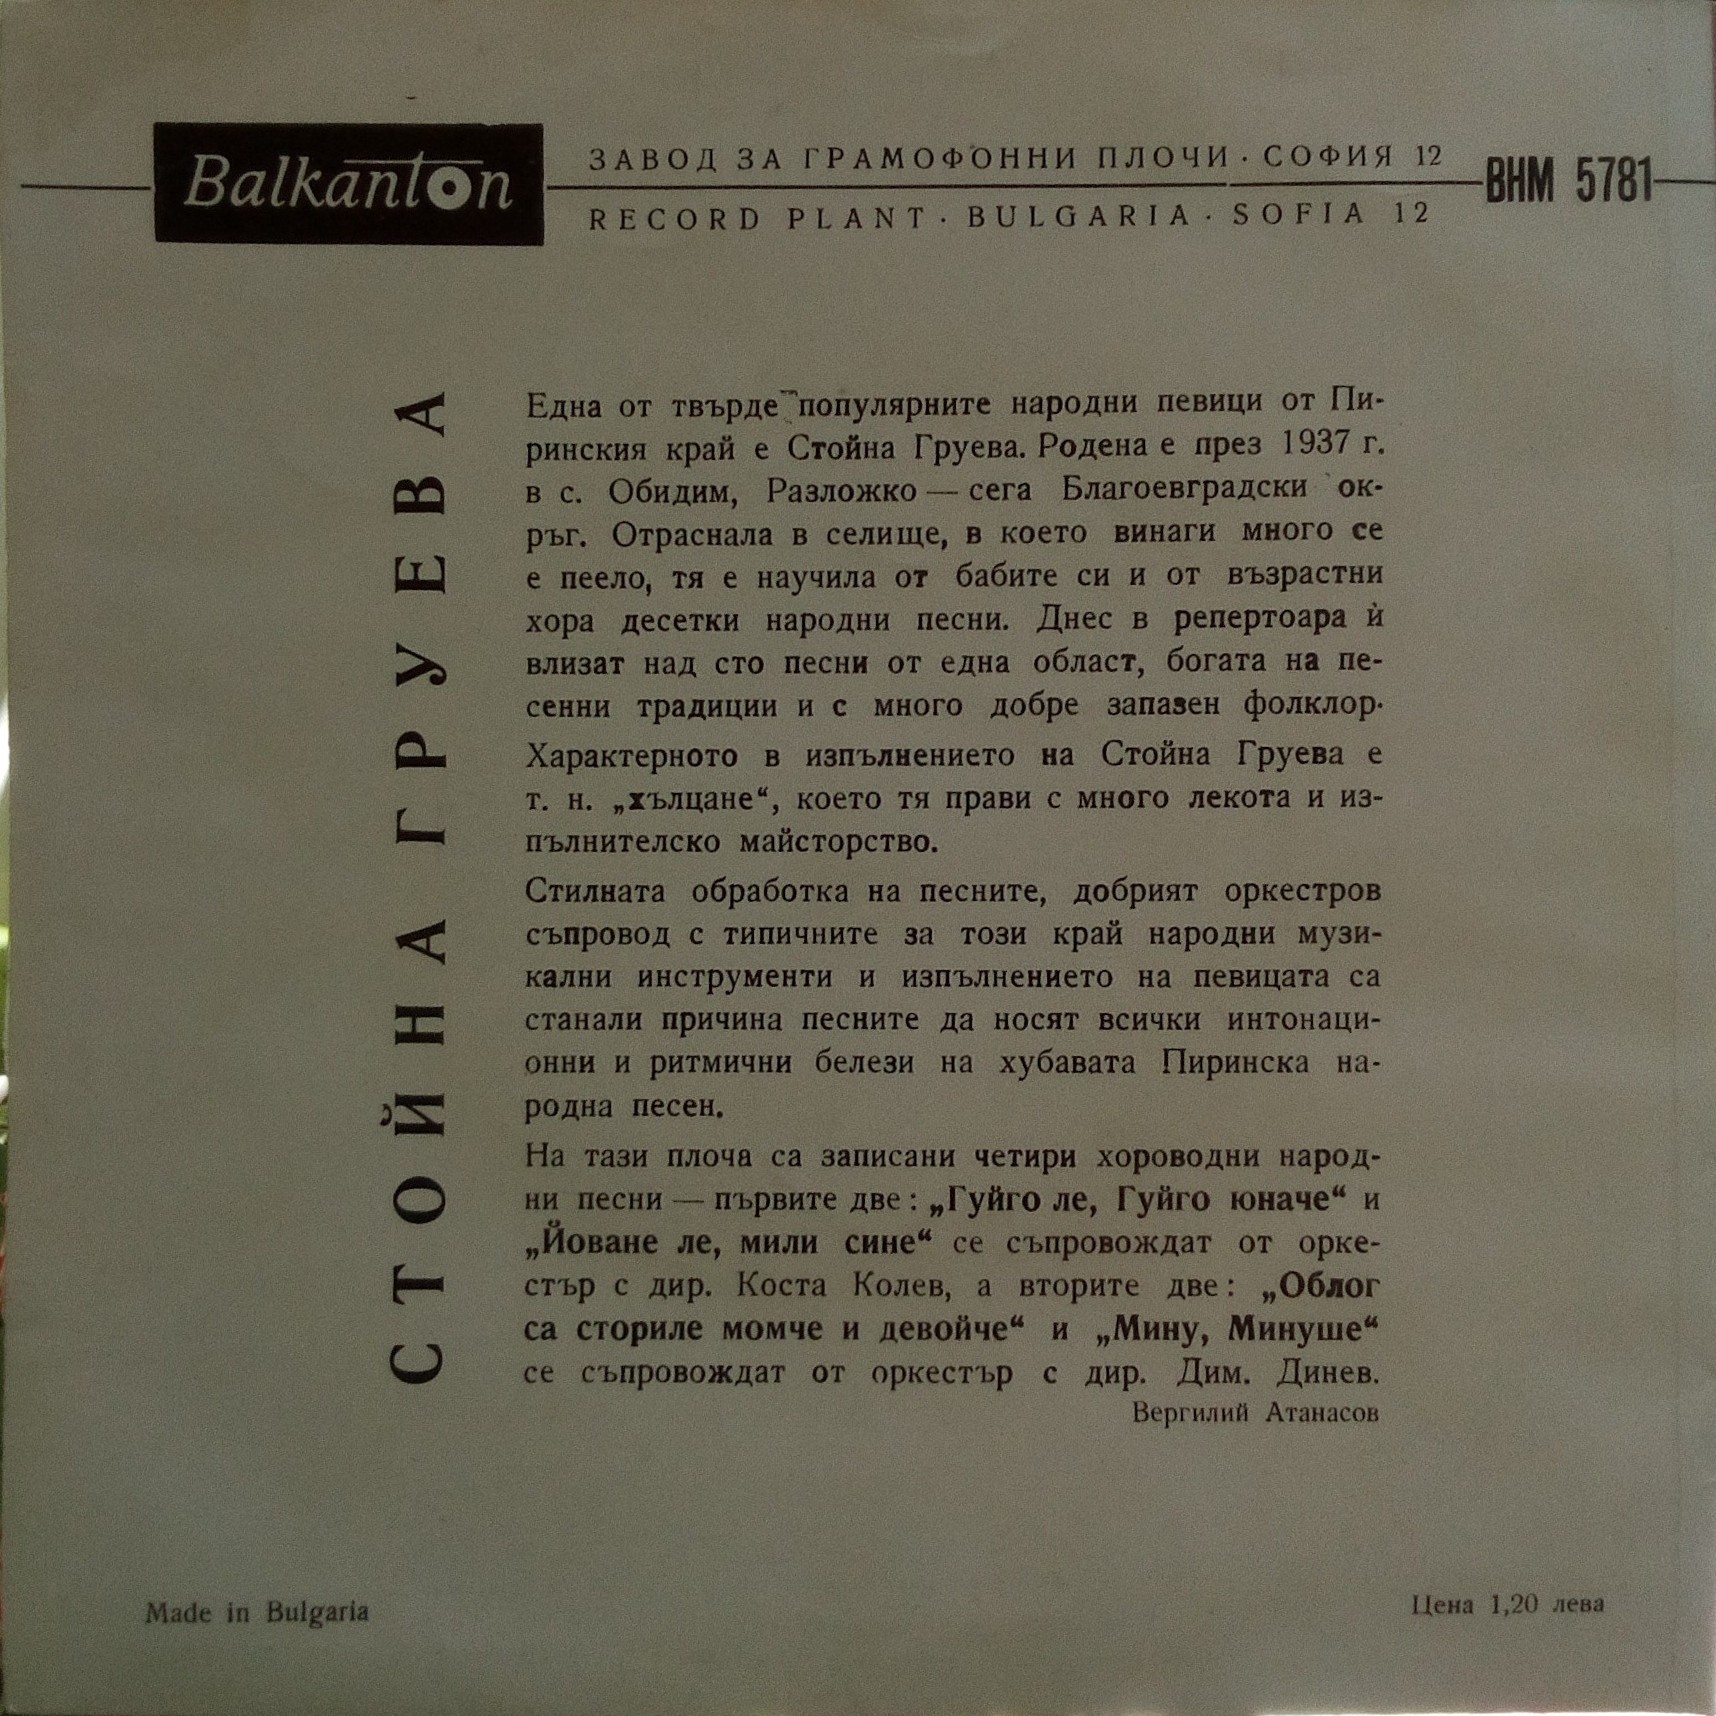 Balkanton
ЗАВОД ЗА ГРАМОФОННИ ПЛОЧИ · СОФИЯ 12
RECORD PLANT · BULGARIA · SOFIA 12
ВНМ 5781
СТОЙНА ГРУЕВА
Една от твърде популярните народни певици от Пи-
ринския край е Стойна Груева. Родена е през 1937 г.
в с. Обидим, Разложко — сега Благоевградски ок-
ръг. Отраснала в селище, в което винаги много се
е пеело, тя е научила от бабите си и от възрастни
хора десетки народни песни. Днес в репертоара ѝ
влизат над сто песни от една област, богата на пе-
сенни традиции и с много добре запазен фолклор.
Характерното в изпълнението на Стойна Груева е
т. н. „хълцане“, което тя прави с много лекота и из-
пълнителско майсторство.
Стилната обработка на песните, добрият оркестров
съпровод с типичните за този край народни музи-
кални инструменти и изпълнението на певицата са
станали причина песните да носят всички интонаци-
онни и ритмични белези на хубавата Пиринска на-
родна песен.
На тази плоча са записани четири хороводни народ-
ни песни — първите две: „Гуйго ле, Гуйго юначе“ и
„Йоване ле, мили сине“ се съпровождат от орке-
стър с дир. Коста Колев, а вторите две: „Облог
са сториле момче и девойче“ и „Мину, Минуше“
се съпровождат от оркестър с дир. Дим. Динев.
Вергилий Атанасов
Made in Bulgaria
Цена 1,20 лева